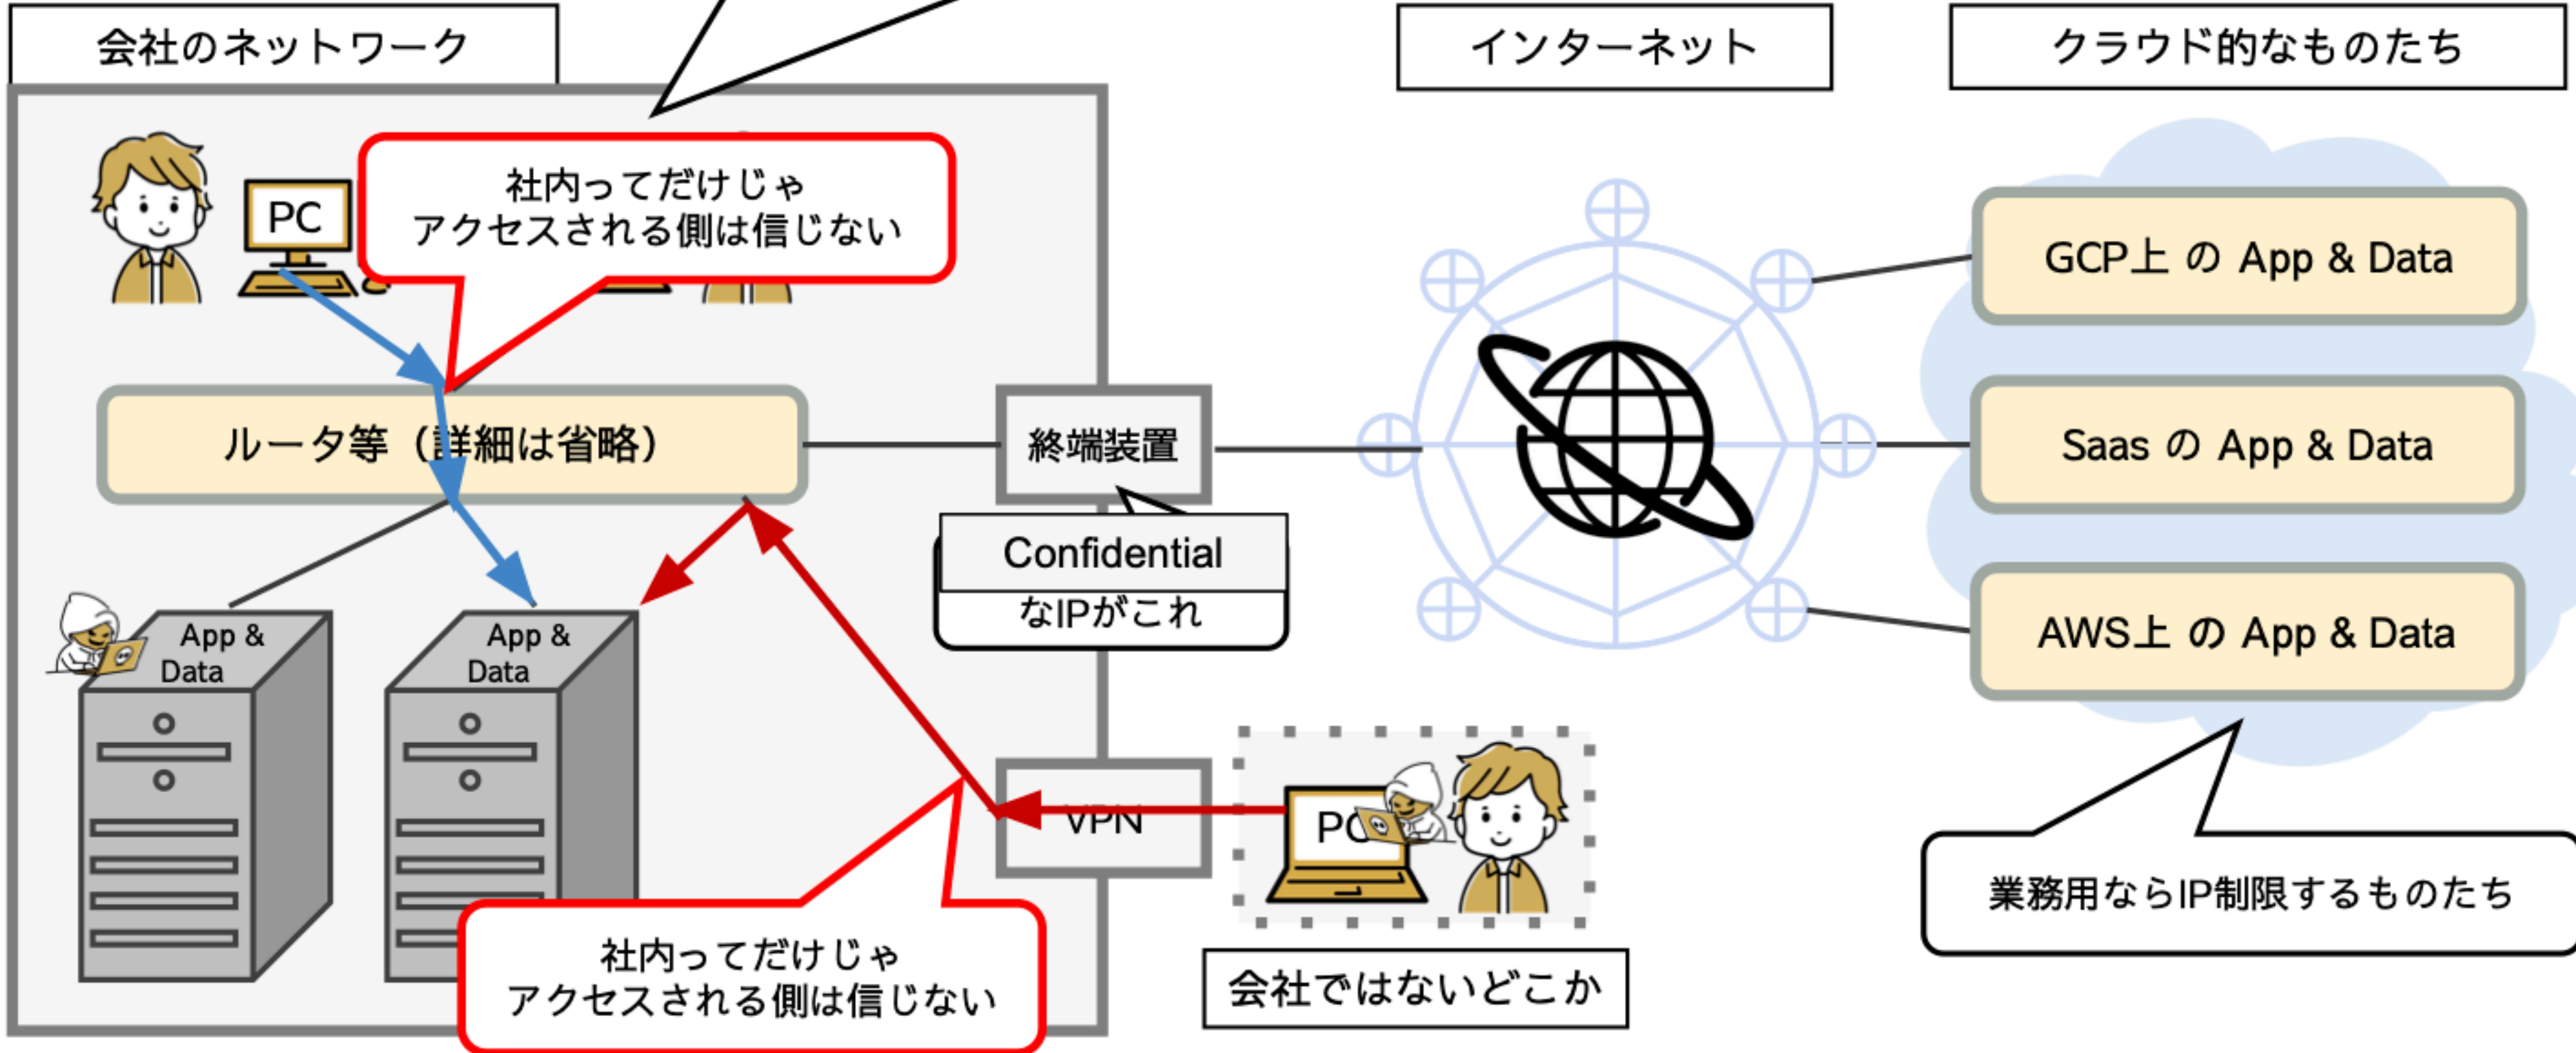 会社のネットワーク
インターネット
クラウド的なものたち
社内ってだけじゃ
アクセスされる側は信じない
PC
GCP上 の App & Data
ルータ等（詳細は省略）
終端装置
Saas の App & Data
Confidential
なIPがこれ
App &
Data
App &
Data
AWS上 の App & Data
VPN
PC
業務用ならIP制限するものたち
社内ってだけじゃ
アクセスされる側は信じない
会社ではないどこか